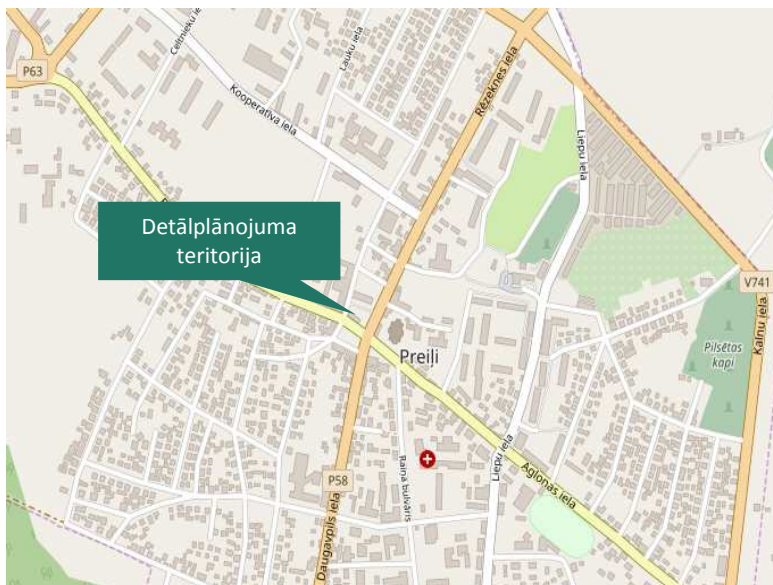 Celtnieku iela
Lauku iela
P63
Rēzeknes iela
Kooperatīva iela
Liepu iela
Detālplānojuma
teritorija
V741
Preiļi
Pilsētas
kapi
Kalnu iela
P58
Raiņa bulvāris
Liepu iela
Aglonas iela
Daugavpils iela